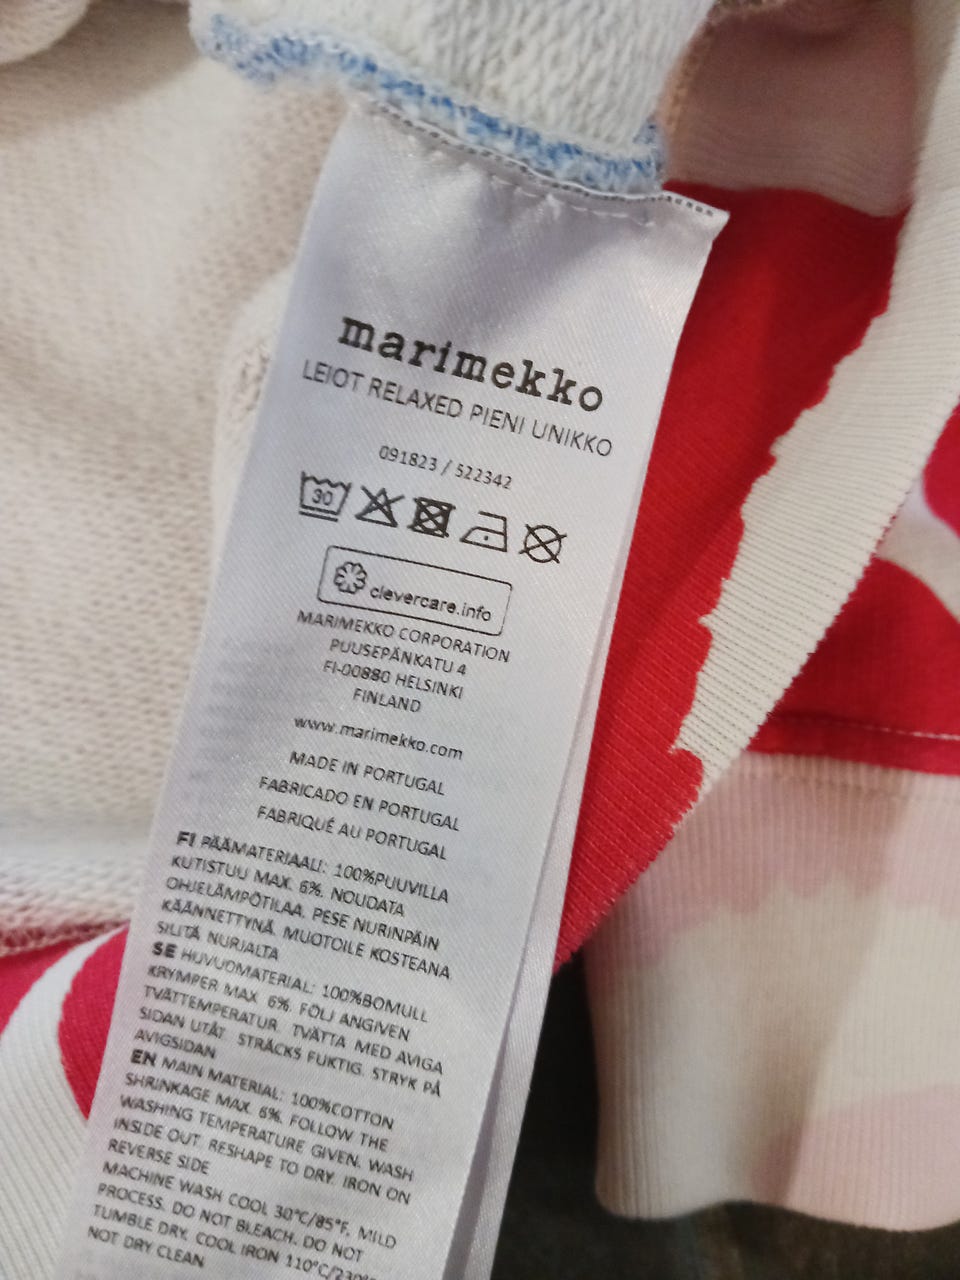 marimekko
LEIOT RELAXED PIENI UNIKKO
091823 / 522342
30
clevercare.info
MARIMEKKO CORPORATION
PUUSEPÄNKATU 4
FI-00880 HELSINKI
FINLAND
www.marimekko.com
MADE IN PORTUGAL
FABRICADO EN PORTUGAL
FABRIQUÉ AU PORTUGAL
FI PÄÄMATERIAALI: 100%PUUVILLA
KUTISTUU MAX. 6%. NOUDATA
OHJELÄMPÖTILAA. PESE NURINPÄIN
KÄÄNNETTYNÄ. MUOTOILE KOSTEANA
SILITÄ NURJALTA
SE HUVUDMATERIAL: 100%BOMULL
KRYMPER MAX. 6%. FÖLJ ANGIVEN
TVÄTTEMPERATUR. TVÄTTA MED AVIGA
SIDAN UTÅT. STRÄCKS FUKTIG. STRYK PÅ
AVIGSIDAN
EN MAIN MATERIAL: 100%COTTON
SHRINKAGE MAX. 6%. FOLLOW THE
WASHING TEMPERATURE GIVEN. WASH
INSIDE OUT. RESHAPE TO DRY. IRON ON
REVERSE SIDE
MACHINE WASH COOL 30°C/85°F, MILD
PROCESS. DO NOT BLEACH. DO NOT
TUMBLE DRY. COOL IRON 110°C/230°F
NOT DRY CLEAN